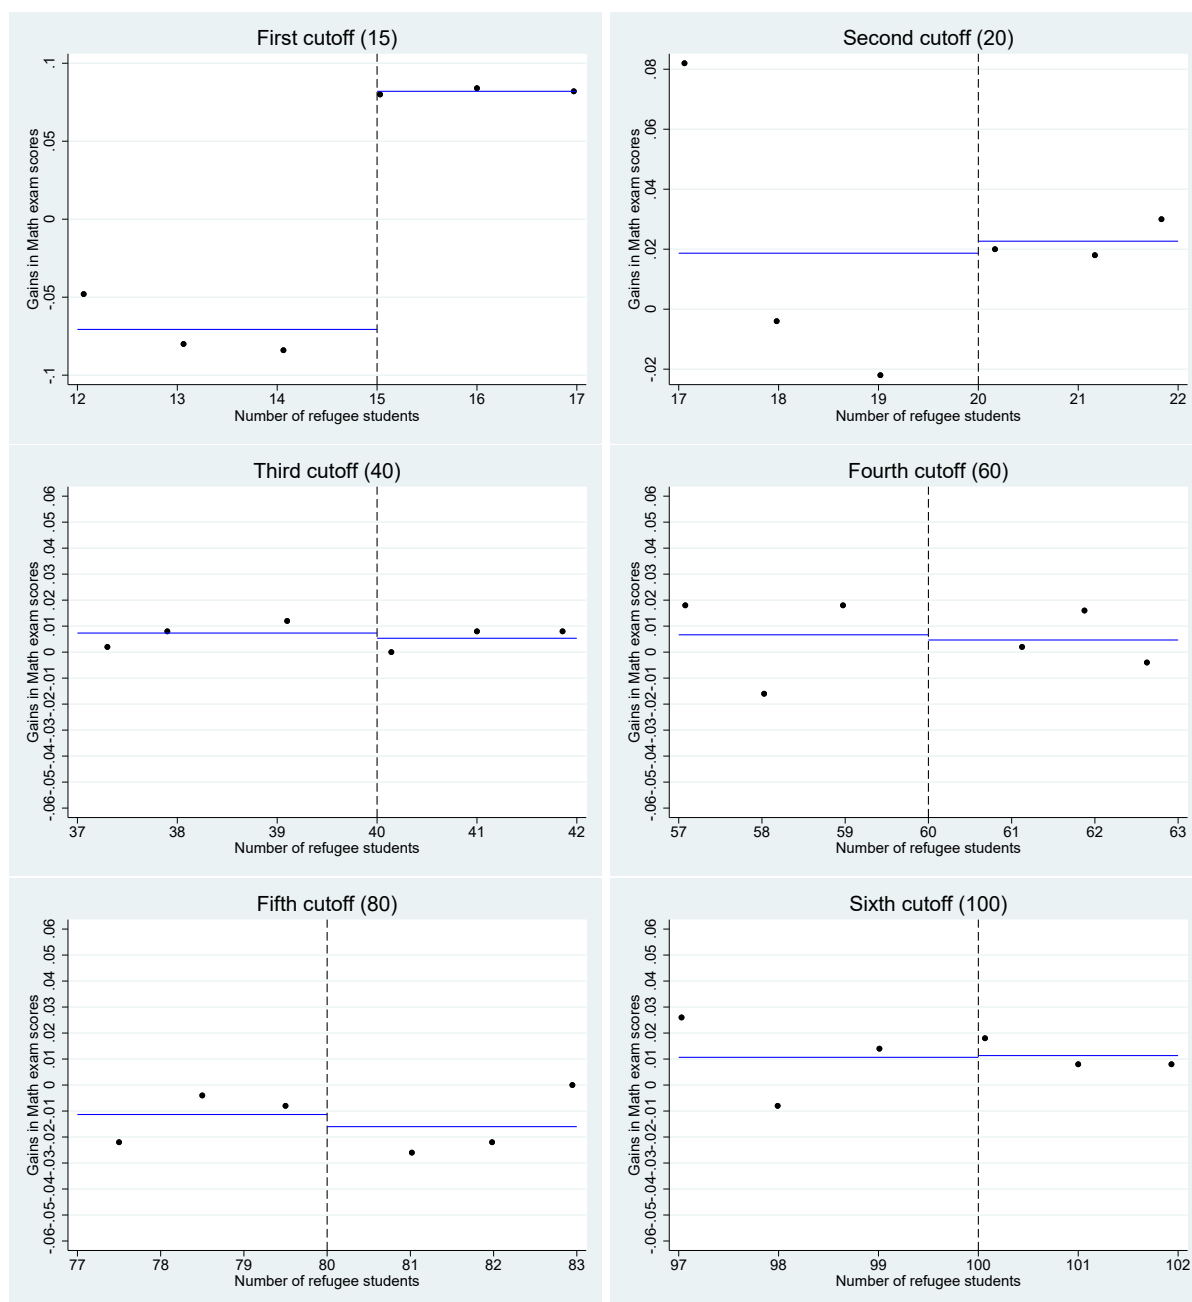 First cutoff (15)
Gains in Math exam scores
.1
.05
0
-.05
-.1
12 13 14 15 16 17
Number of refugee students
Second cutoff (20)
Gains in Math exam scores
.08
.06
.04
.02
0
-.02
17 18 19 20 21 22
Number of refugee students
Third cutoff (40)
Gains in Math exam scores
-.06-.05-.04-.03-.02-.01 0 .01 .02 .03 .04 .05 .06
37 38 39 40 41 42
Number of refugee students
Fourth cutoff (60)
Gains in Math exam scores
-.06-.05-.04-.03-.02-.01 0 .01 .02 .03 .04 .05 .06
57 58 59 60 61 62 63
Number of refugee students
Fifth cutoff (80)
Gains in Math exam scores
-.06-.05-.04-.03-.02-.01 0 .01 .02 .03 .04 .05 .06
77 78 79 80 81 82 83
Number of refugee students
Sixth cutoff (100)
Gains in Math exam scores
-.06-.05-.04-.03-.02-.01 0 .01 .02 .03 .04 .05 .06
97 98 99 100 101 102
Number of refugee students